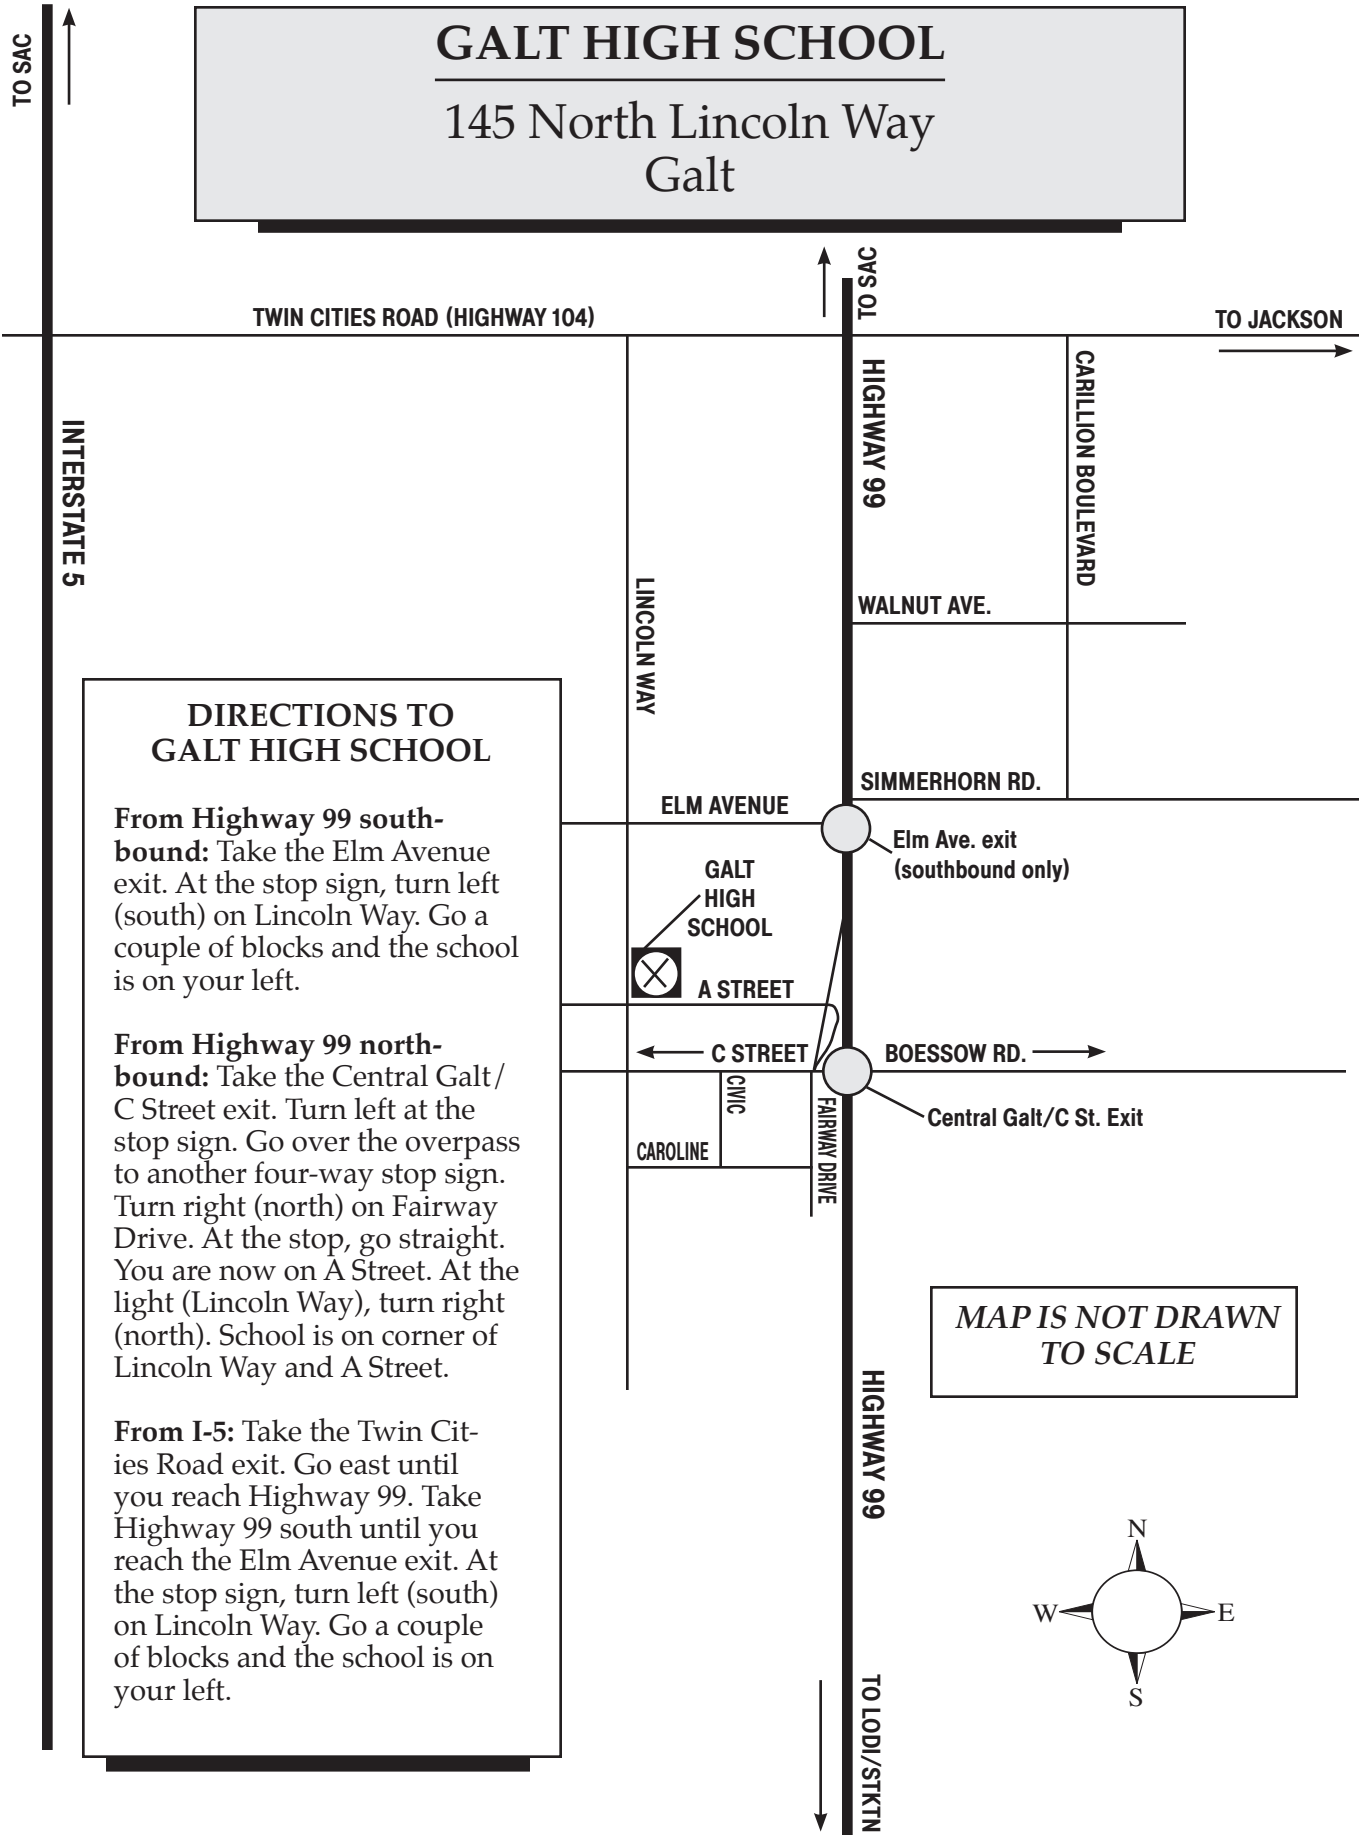 TO SAC
GALT HIGH SCHOOL
145 North Lincoln Way
Galt
TO SAC
TWIN CITIES ROAD (HIGHWAY 104)
TO JACKSON
INTERSTATE 5
HIGHWAY 99
CARILLION BOULEVARD
LINCOLN WAY
WALNUT AVE.
SIMMERHORN RD.
ELM AVENUE
Elm Ave. exit
(southbound only)
GALT
HIGH
SCHOOL
A STREET
C STREET
BOESSOW RD.
CIVIC
FAIRWAY DRIVE
Central Galt/C St. Exit
CAROLINE
DIRECTIONS TO
GALT HIGH SCHOOL
From Highway 99 south-
bound: Take the Elm Avenue
exit. At the stop sign, turn left
(south) on Lincoln Way. Go a
couple of blocks and the school
is on your left.
From Highway 99 north-
bound: Take the Central Galt/
C Street exit. Turn left at the
stop sign. Go over the overpass
to another four-way stop sign.
Turn right (north) on Fairway
Drive. At the stop, go straight.
You are now on A Street. At the
light (Lincoln Way), turn right
(north). School is on corner of
Lincoln Way and A Street.
From I-5: Take the Twin Cit-
ies Road exit. Go east until
you reach Highway 99. Take
Highway 99 south until you
reach the Elm Avenue exit. At
the stop sign, turn left (south)
on Lincoln Way. Go a couple
of blocks and the school is on
your left.
MAP IS NOT DRAWN
TO SCALE
HIGHWAY 99
N
W
E
S
TO LODI/STKTN